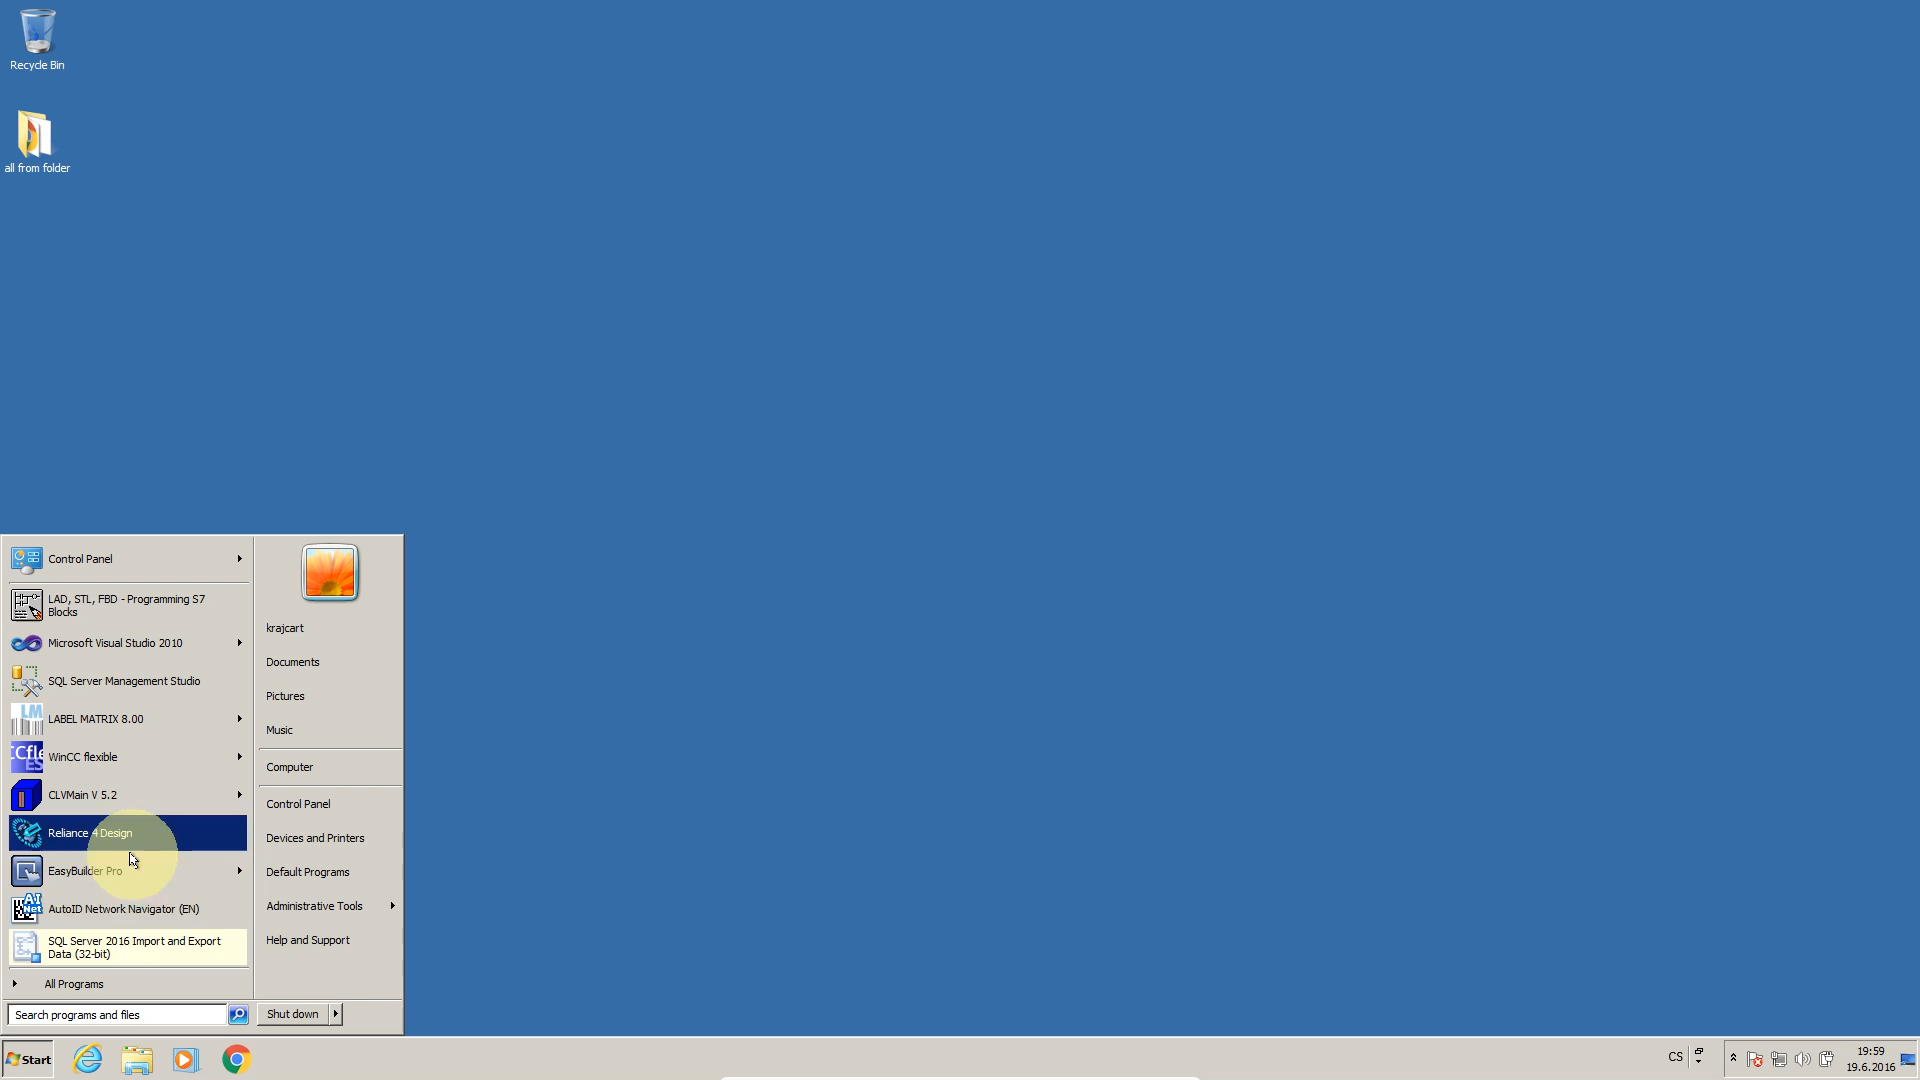 Recycle Bin
all from folder
Control Panel
LAD, STL, FBD - Programming S7
Blocks
Microsoft Visual Studio 2010
SQL Server Management Studio
LM
LABEL MATRIX 8.00
WinCC flexible
CLVMain V 5.2
Reliance 4 Design
EasyBuilder Pro
AutoID Network Navigator (EN)
SQL Server 2016 Import and Export
Data (32-bit)
All Programs
Search programs and files
krajcart
Documents
Pictures
Music
Computer
Control Panel
Devices and Printers
Default Programs
Administrative Tools
Help and Support
Shut down
Start
CS
19:59
19.6.2016